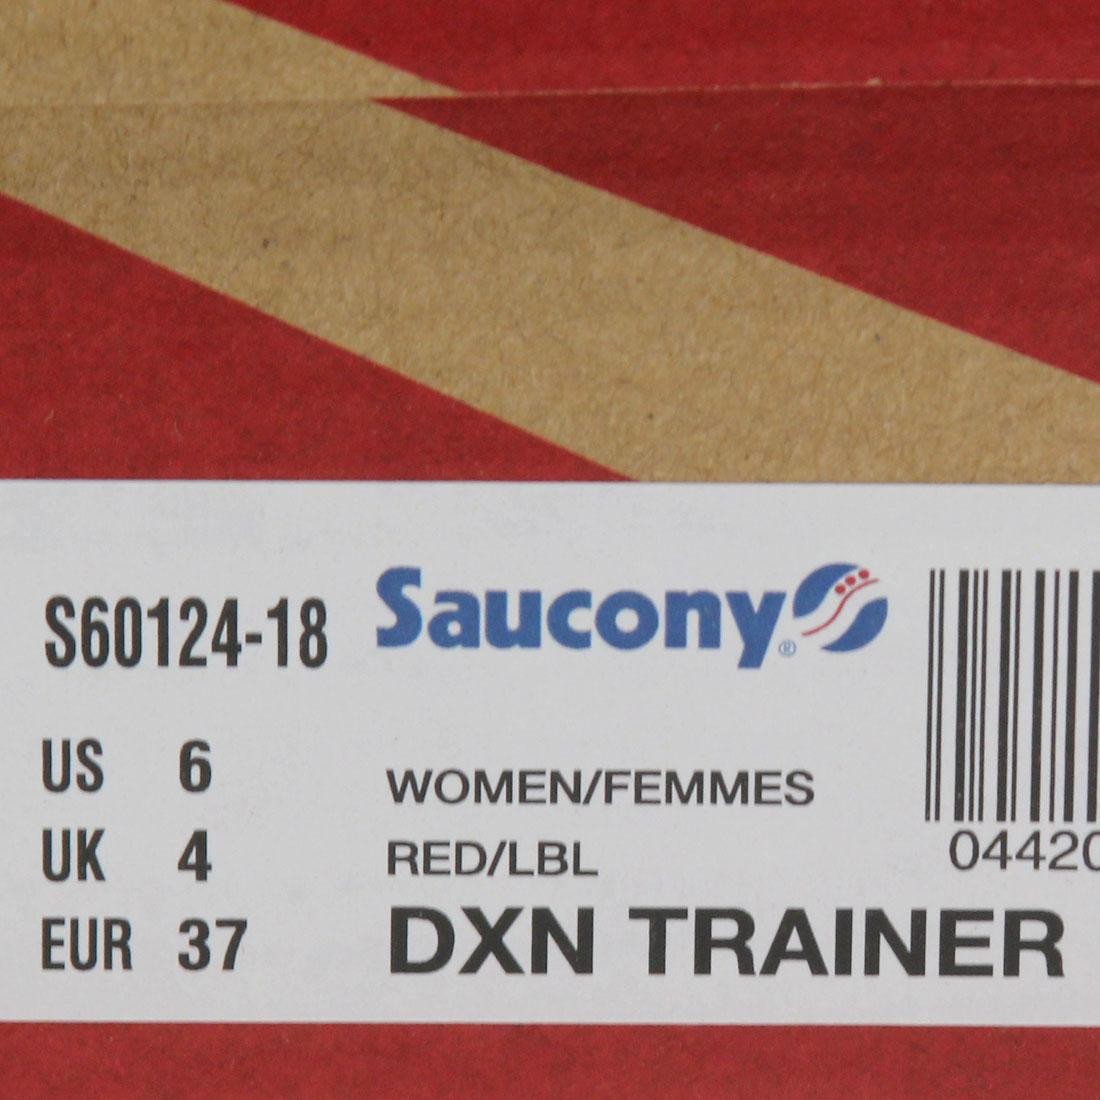 S60124-18
Saucony®
US 6
UK 4
EUR 37
WOMEN/FEMMES
RED/LBL
DXN TRAINER
04420